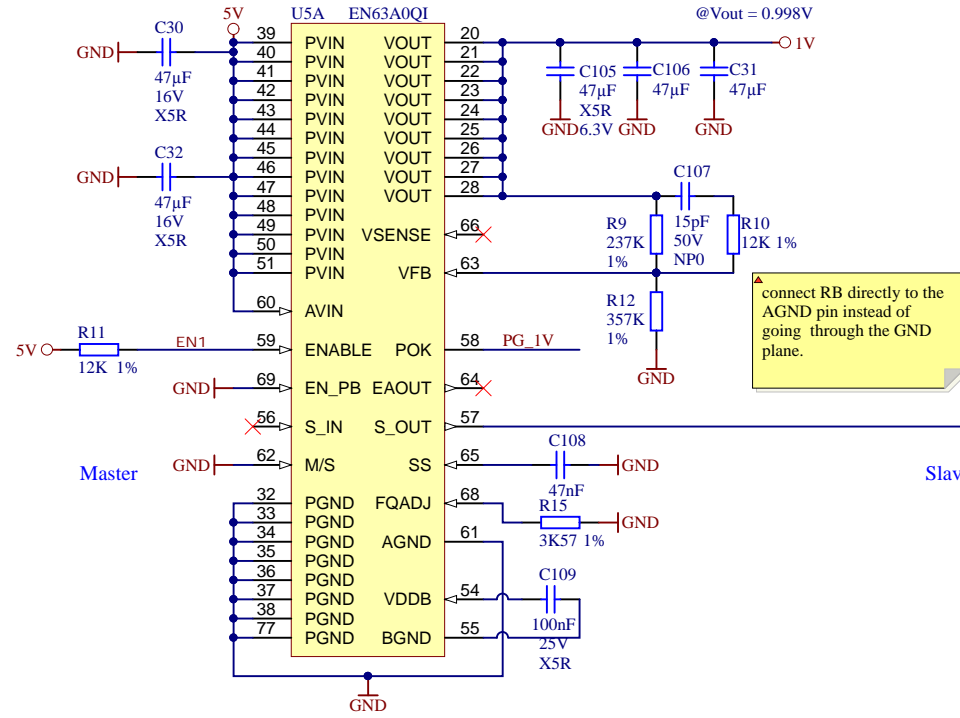 5V
U5A EN63A0QI
@Vout = 0.998V
C30
GND
47µF
16V
X5R
C32
GND
47µF
16V
X5R
39 PVIN VOUT 20
40 PVIN VOUT 21
41 PVIN VOUT 22
42 PVIN VOUT 23
43 PVIN VOUT 24
44 PVIN VOUT 25
45 PVIN VOUT 26
46 PVIN VOUT 27
47 PVIN VOUT 28
48 PVIN
49 PVIN VSENSE 66
50 PVIN
51 PVIN VFB 63
60 AVIN
59 ENABLE POK 58 PG_1V
69 EN_PB EAOUT 64
56 S_IN S_OUT 57
62 M/S SS 65
32 PGND FQADJ 68
33 PGND
34 PGND AGND 61
35 PGND
36 PGND
37 PGND VDDB 54
38 PGND
77 PGND BGND 55
1V
C105
47µF
X5R
6.3V
GND
C106
47µF
GND
C31
47µF
GND
C107
15pF
50V
NP0
R9
237K
1%
R10
12K 1%
R12
357K
1%
GND
connect RB directly to the
AGND pin instead of
going through the GND
plane.
R11
5V
EN1
12K 1%
GND
GND
Master
Slav
C108
47nF
GND
R15
3K57 1%
GND
C109
100nF
25V
X5R
GND